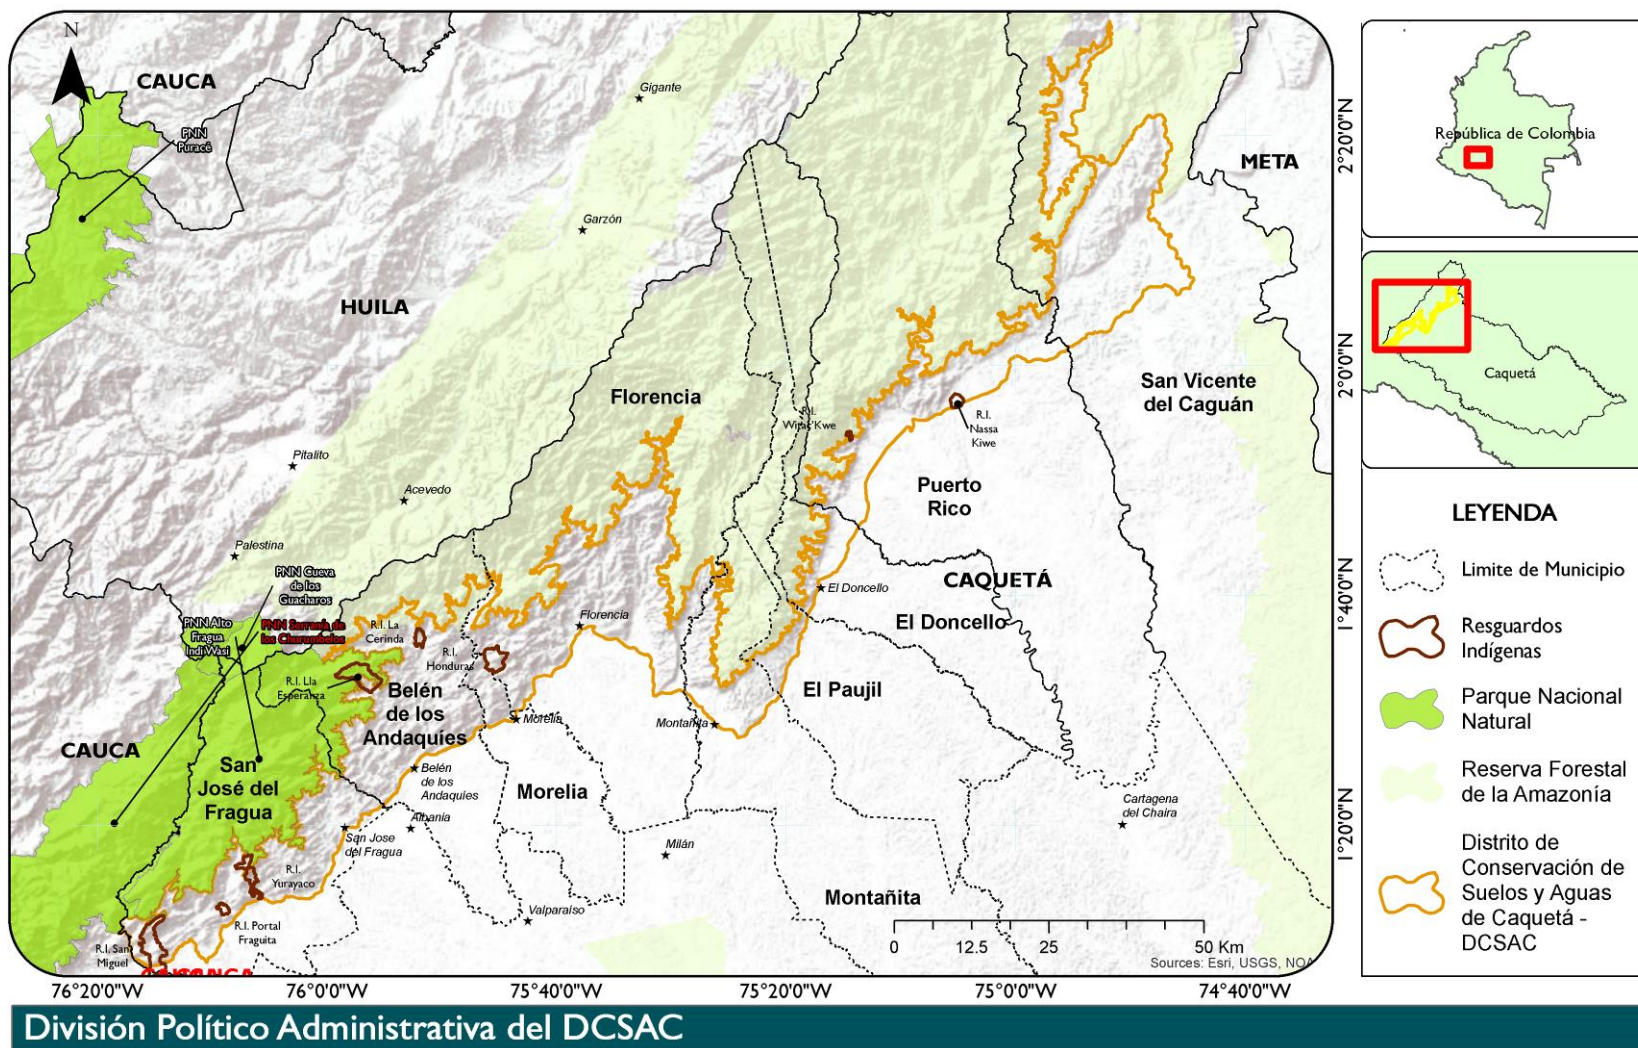 N
CAUCA
PNN
Puracé
Gigante
Garzón
HUILA
META
Florencia
San Vicente
del Caguán
R.I.
Witac'Kwe
R.I.
Nassa
Kiwe
Pitalito
Acevedo
Puerto
Rico
Palestina
PNN Cueva
de los
Guacharos
CAQUETÁ
El Doncello
El Doncello
PNN Alto
Fragua
Indi Wasi
PNN Serranía de
los Churumbelos
R.I. La
Cerinda
Florencia
R.I.
Honduras
R.I. Lla
Esperanza
Belén
de los
Andaquíes
El Paujil
Morelia
Montañita
CAUCA
San
José del
Fragua
Belén
de los
Andaquies
Morelia
Albania
San Jose
del Fragua
Milán
Cartagena
del Chaira
R.I.
Yurayaco
Montañita
Valparaíso
R.I. Portal
Fraguita
R.I. San
Miguel
0 12.5 25 50 Km
Sources: Esri, USGS, NOA
76°20'0"W 76°0'0"W 75°40'0"W 75°20'0"W 75°0'0"W 74°40'0"W
2°20'0"N
2°0'0"N
1°40'0"N
1°20'0"N
República de Colombia
Caquetá
LEYENDA
Limite de Municipio
Resguardos
Indígenas
Parque Nacional
Natural
Reserva Forestal
de la Amazonía
Distrito de
Conservación de
Suelos y Aguas
de Caquetá -
DCSAC
División Político Administrativa del DCSAC